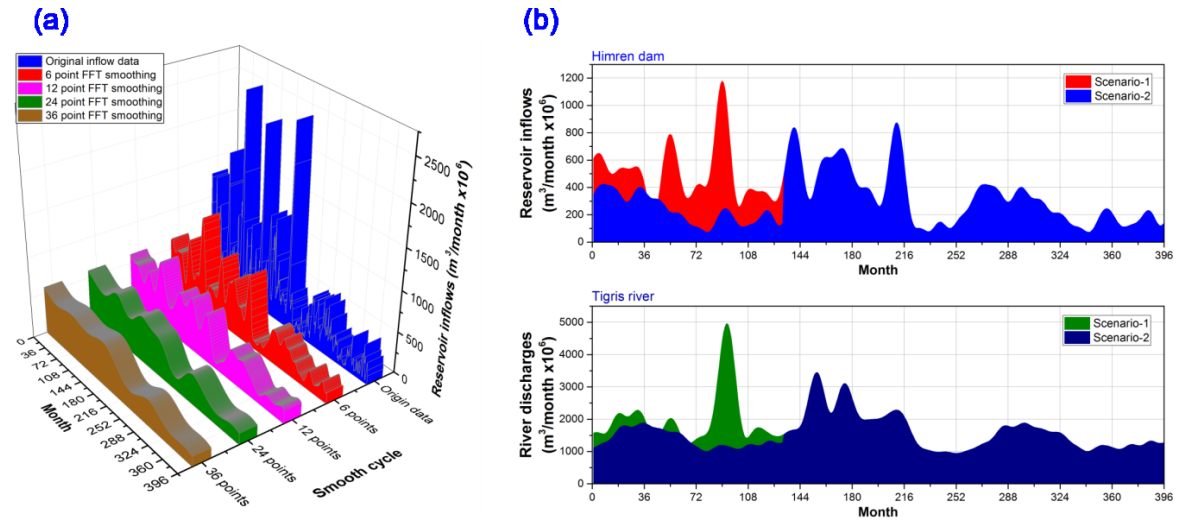 (a)
Original inflow data
6 point FFT smoothing
12 point FFT smoothing
24 point FFT smoothing
36 point FFT smoothing
2500
2000
1500
1000
500
0
Reservoir inflows (m³/month x10⁶)
0
36
72
108
144
180
216
252
288
324
360
396
Month
Origin data
6 points
12 points
24 points
36 points
Smooth cycle
(b)
Himren dam
Scenario-1
Scenario-2
1200
1000
800
600
400
200
0
Reservoir inflows
(m³/month x10⁶)
0 36 72 108 144 180 216 252 288 324 360 396
Month
Tigris river
Scenario-1
Scenario-2
5000
4000
3000
2000
1000
0
River discharges
(m³/month x10⁶)
0 36 72 108 144 180 216 252 288 324 360 396
Month